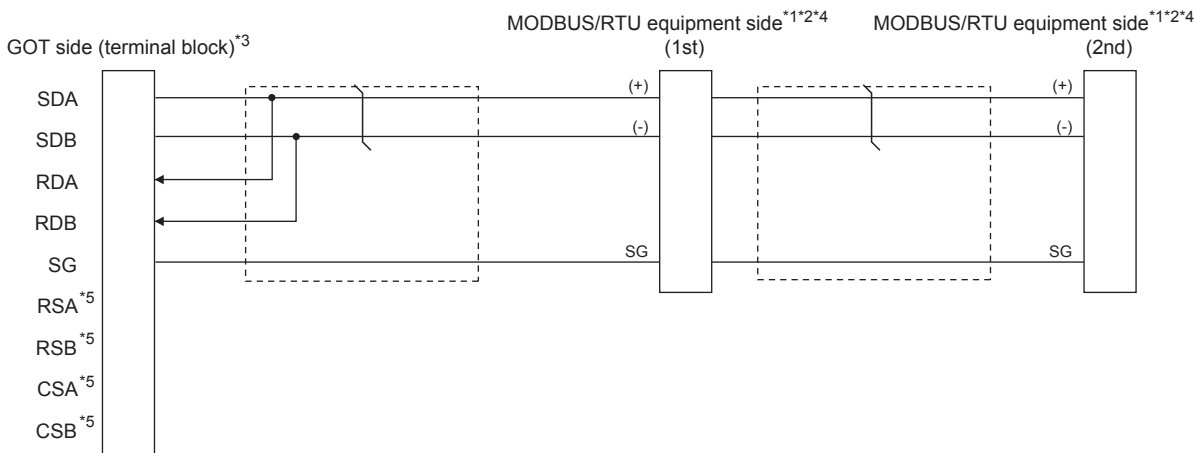 MODBUS/RTU equipment side*1*2*4
(1st)
MODBUS/RTU equipment side*1*2*4
(2nd)
GOT side (terminal block)*3
SDA
(+)
(+)
SDB
(-)
(-)
RDA
RDB
SG
SG
SG
RSA*5
RSB*5
CSA*5
CSB*5